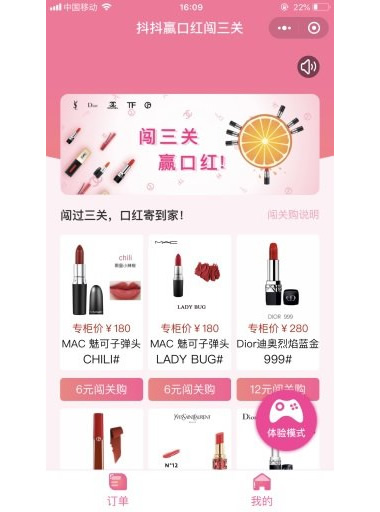 中国移动
16:09
22%
抖抖赢口红闯三关
YSL
Dior
TF
闯三关
赢口红!
闯过三关，口红寄到家！
闯关购说明
chili
MAC
LADY BUG
DIOR 999
专柜价￥180
专柜价￥180
专柜价￥280
MAC 魅可子弹头
CHILI#
MAC 魅可子弹头
LADY BUG#
Dior迪奥烈焰蓝金
999#
6元闯关购
6元闯关购
12元闯关购
体验模式
YVES SAINT LAURENT
N°12
订单
我的